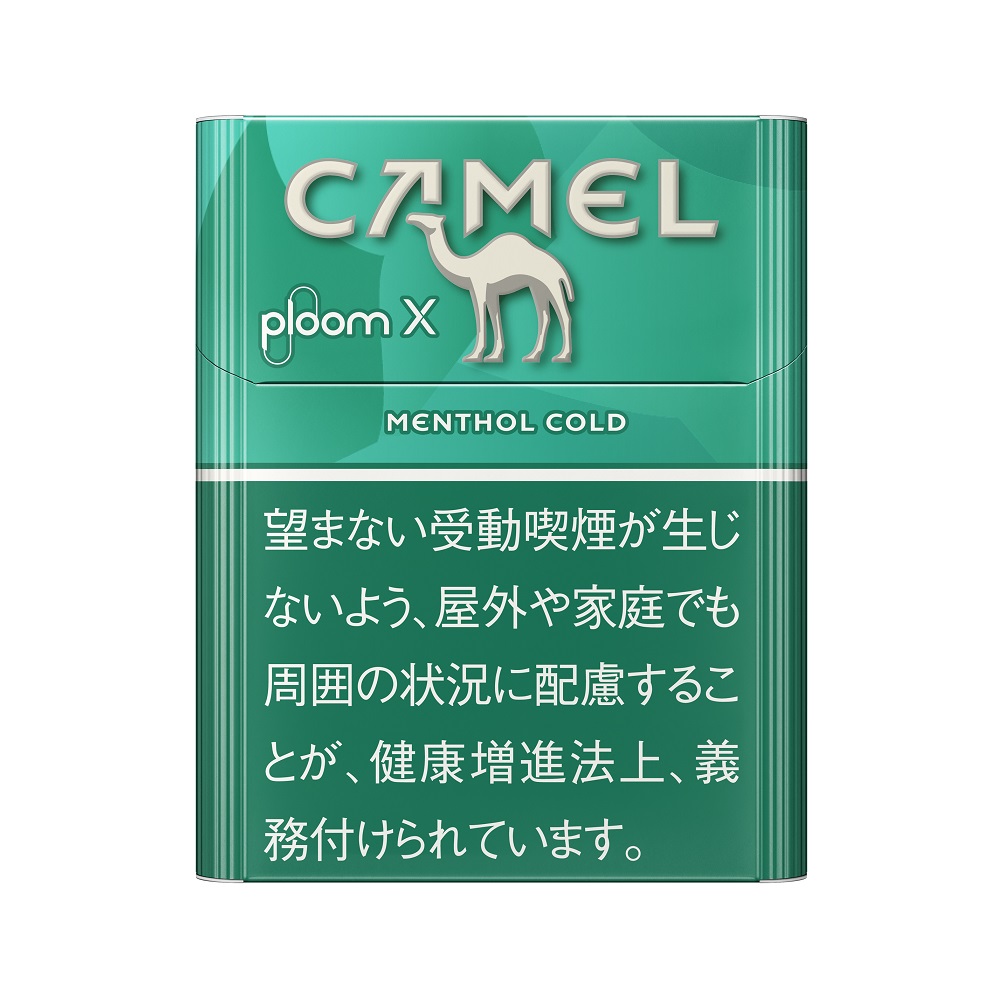 CAMEL
ploom X
MENTHOL COLD
望まない受動喫煙が生じ
ないよう、屋外や家庭でも
周囲の状況に配慮するこ
とが、健康増進法上、義
務付けられています。